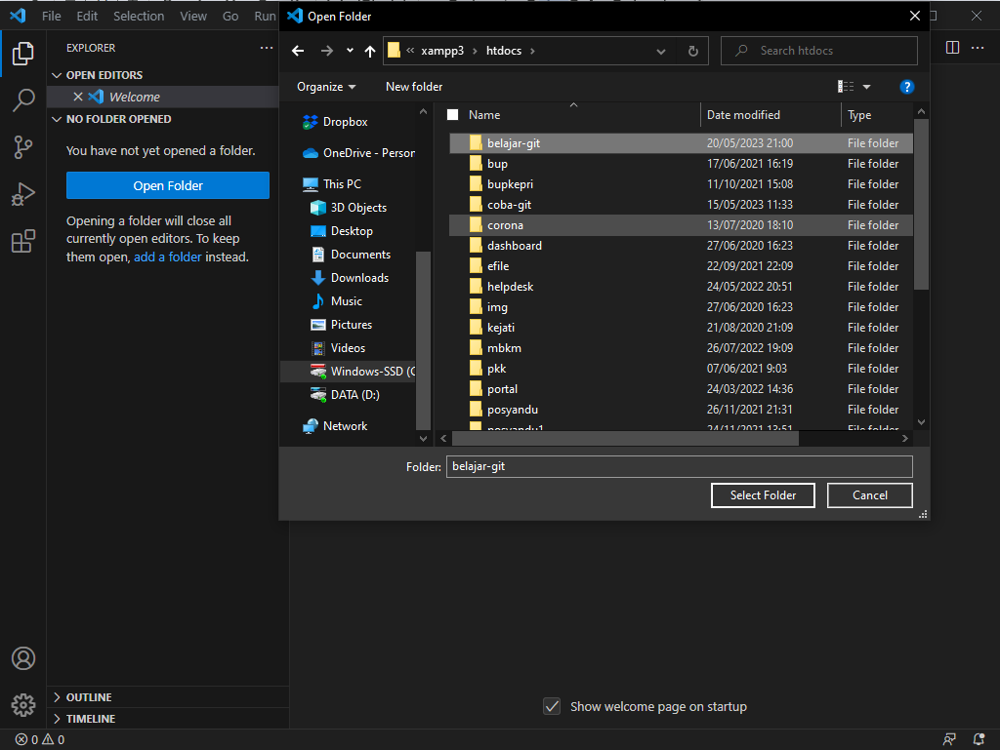 File Edit Selection View Go Run
Open Folder
EXPLORER
OPEN EDITORS
Welcome
NO FOLDER OPENED
You have not yet opened a folder.
Open Folder
Opening a folder will close all
currently open editors. To keep
them open, add a folder instead.
OUTLINE
TIMELINE
0 0
« xampp3 > htdocs >
Search htdocs
Organize New folder
?
Dropbox
OneDrive - Person
This PC
3D Objects
Desktop
Documents
Downloads
Music
Pictures
Videos
Windows-SSD (C
DATA (D:)
Network
Name Date modified Type
belajar-git 20/05/2023 21:00 File folder
bup 17/06/2021 16:19 File folder
bupkepri 11/10/2021 15:08 File folder
coba-git 15/05/2023 11:33 File folder
corona 13/07/2020 18:10 File folder
dashboard 27/06/2020 16:23 File folder
efile 22/09/2021 22:09 File folder
helpdesk 24/05/2022 20:51 File folder
img 27/06/2020 16:23 File folder
kejati 21/08/2020 21:09 File folder
mbkm 26/07/2022 19:09 File folder
pkk 07/06/2021 9:03 File folder
portal 24/03/2022 14:36 File folder
posyandu 26/11/2021 21:31 File folder
posyandu1 24/11/2021 13:51 File folder
Folder: belajar-git
Select Folder Cancel
Show welcome page on startup